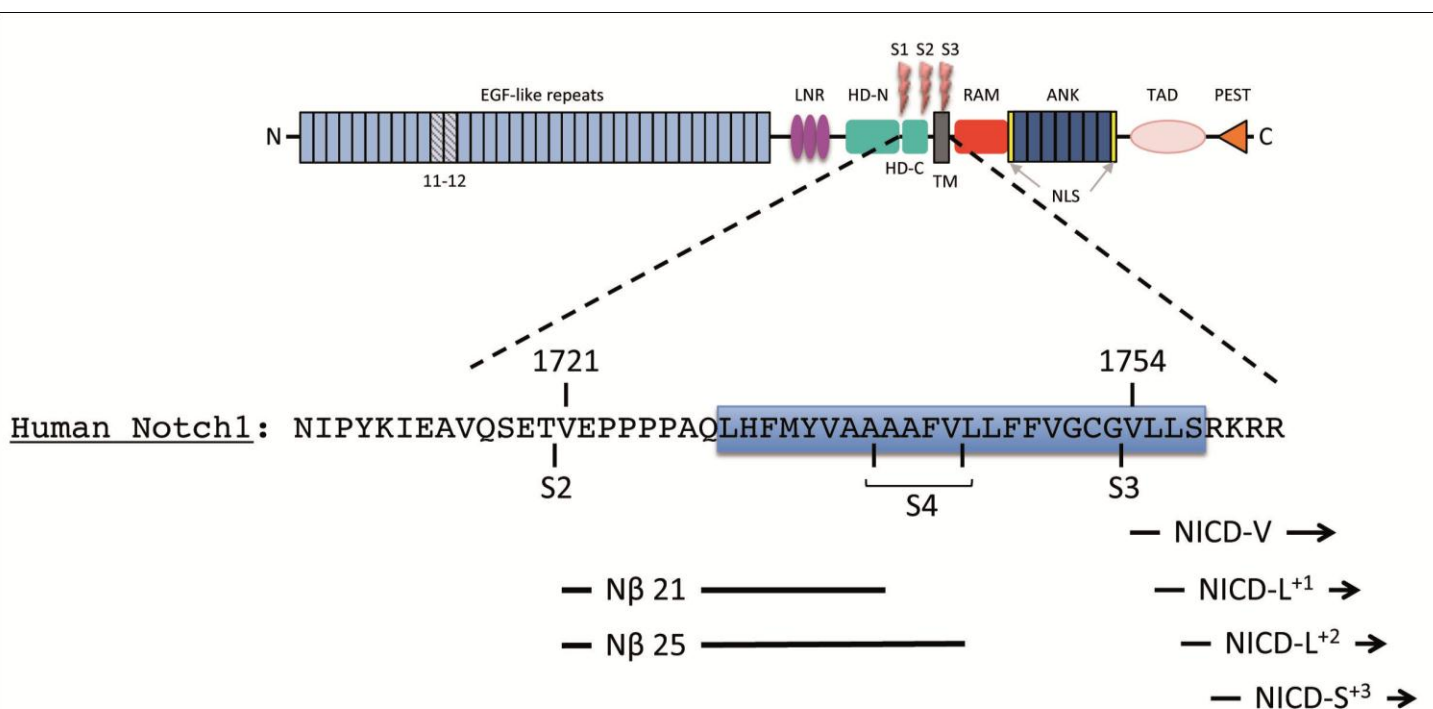 S1 S2 S3
EGF-like repeats LNR HD-N RAM ANK TAD PEST
N C
11-12 HD-C TM NLS
1721 1754
Human Notch1: NIPYKIEAVQSETVEPPPPAQLHFMYVAAAAFVLLFFVGCGVLLSRKRR
S2 S4 S3
NICD-V
Nβ 21 NICD-L+1
Nβ 25 NICD-L+2
NICD-S+3